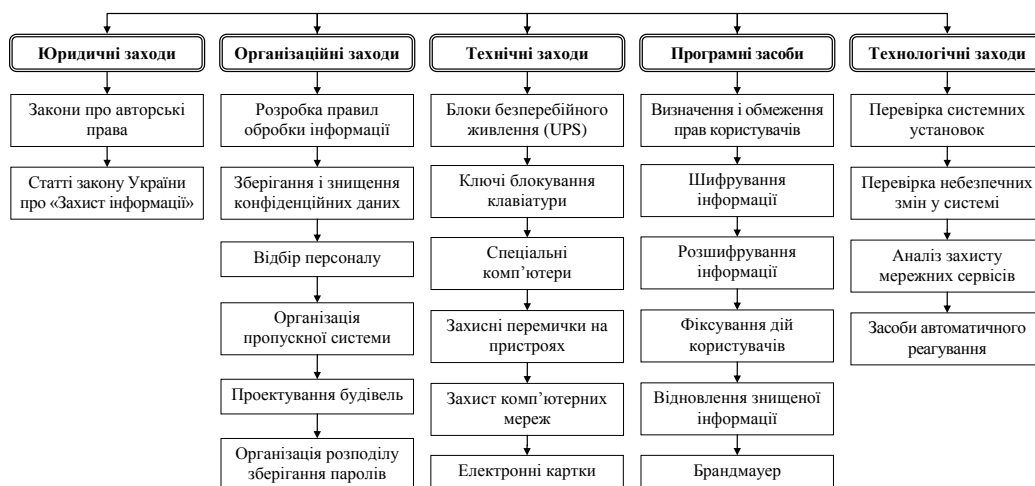 Юридичні заходи
Закони про авторські
права
Статті закону України
про «Захист інформації»
Організаційні заходи
Розробка правил
обробки інформації
Зберігання і знищення
конфіденційних даних
Відбір персоналу
Організація
пропускної системи
Проектування будівель
Організація розподілу
зберігання паролів
Технічні заходи
Блоки безперебійного
живлення (UPS)
Ключі блокування
клавіатури
Спеціальні
комп’ютери
Захисні перемички на
пристроях
Захист комп’ютерних
мереж
Електронні картки
Програмні засоби
Визначення і обмеження
прав користувачів
Шифрування
інформації
Розшифрування
інформації
Фіксування дій
користувачів
Відновлення знищеної
інформації
Брандмауер
Технологічні заходи
Перевірка системних
установок
Перевірка небезпечних
змін у системі
Аналіз захисту
мережних сервісів
Засоби автоматичного
реагування